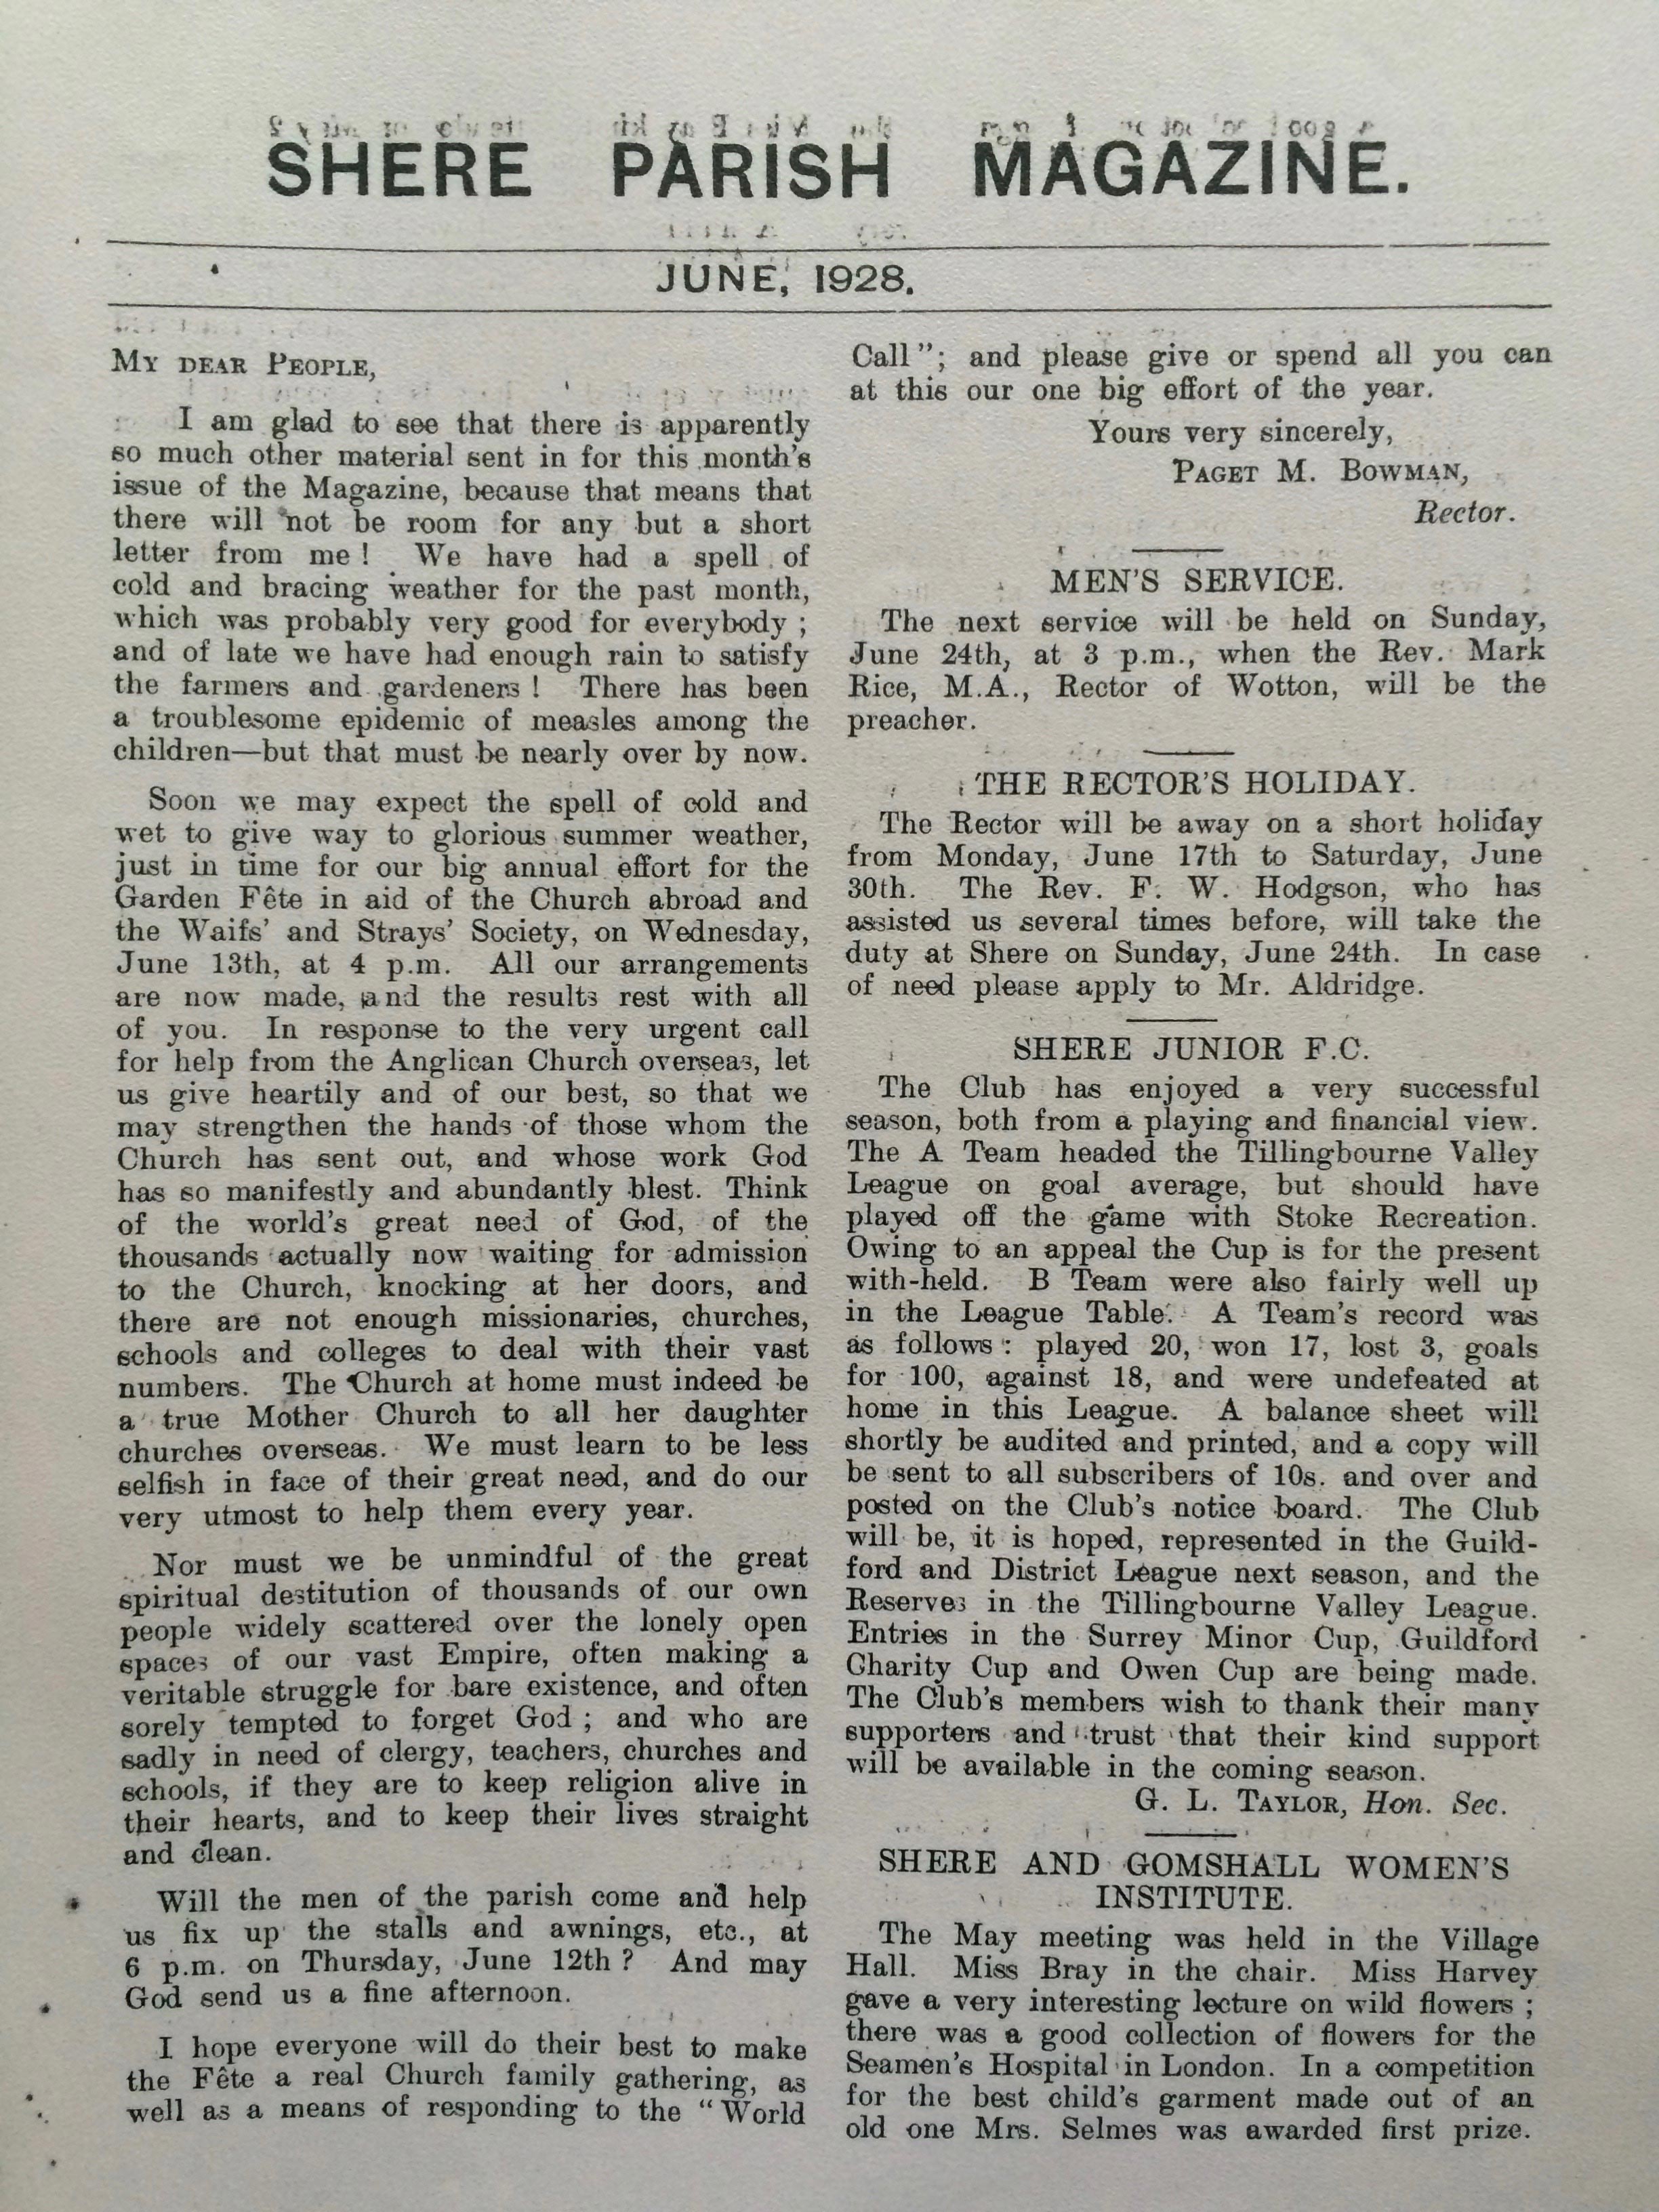 SHERE PARISH MAGAZINE.
JUNE, 1928.
MY DEAR PEOPLE,
I am glad to see that there is apparently
so much other material sent in for this month's
issue of the Magazine, because that means that
there will not be room for any but a short
letter from me! We have had a spell of
cold and bracing weather for the past month,
which was probably very good for everybody;
and of late we have had enough rain to satisfy
the farmers and gardeners! There has been
a troublesome epidemic of measles among the
children—but that must be nearly over by now.
Soon we may expect the spell of cold and
wet to give way to glorious summer weather,
just in time for our big annual effort for the
Garden Fête in aid of the Church abroad and
the Waifs' and Strays' Society, on Wednesday,
June 13th, at 4 p.m. All our arrangements
are now made, and the results rest with all
of you. In response to the very urgent call
for help from the Anglican Church overseas, let
us give heartily and of our best, so that we
may strengthen the hands of those whom the
Church has sent out, and whose work God
has so manifestly and abundantly blest. Think
of the world's great need of God, of the
thousands actually now waiting for admission
to the Church, knocking at her doors, and
there are not enough missionaries, churches,
schools and colleges to deal with their vast
numbers. The Church at home must indeed be
a true Mother Church to all her daughter
churches overseas. We must learn to be less
selfish in face of their great need, and do our
very utmost to help them every year.
Nor must we be unmindful of the great
spiritual destitution of thousands of our own
people widely scattered over the lonely open
spaces of our vast Empire, often making a
veritable struggle for bare existence, and often
sorely tempted to forget God; and who are
sadly in need of clergy, teachers, churches and
schools, if they are to keep religion alive in
their hearts, and to keep their lives straight
and clean.
Will the men of the parish come and help
us fix up the stalls and awnings, etc., at
6 p.m. on Thursday, June 12th? And may
God send us a fine afternoon.
I hope everyone will do their best to make
the Fête a real Church family gathering, as
well as a means of responding to the "World
Call"; and please give or spend all you can
at this our one big effort of the year.
Yours very sincerely,
PAGET M. BOWMAN,
Rector.
MEN'S SERVICE.
The next service will be held on Sunday,
June 24th, at 3 p.m., when the Rev. Mark
Rice, M.A., Rector of Wotton, will be the
preacher.
THE RECTOR'S HOLIDAY.
The Rector will be away on a short holiday
from Monday, June 17th to Saturday, June
30th. The Rev. F. W. Hodgson, who has
assisted us several times before, will take the
duty at Shere on Sunday, June 24th. In case
of need please apply to Mr. Aldridge.
SHERE JUNIOR F.C.
The Club has enjoyed a very successful
season, both from a playing and financial view.
The A Team headed the Tillingbourne Valley
League on goal average, but should have
played off the game with Stoke Recreation.
Owing to an appeal the Cup is for the present
with-held. B Team were also fairly well up
in the League Table. A Team's record was
as follows: played 20, won 17, lost 3, goals
for 100, against 18, and were undefeated at
home in this League. A balance sheet will
shortly be audited and printed, and a copy will
be sent to all subscribers of 10s. and over and
posted on the Club's notice board. The Club
will be, it is hoped, represented in the Guild-
ford and District League next season, and the
Reserves in the Tillingbourne Valley League.
Entries in the Surrey Minor Cup, Guildford
Charity Cup and Owen Cup are being made.
The Club's members wish to thank their many
supporters and trust that their kind support
will be available in the coming season.
G. L. TAYLOR, Hon. Sec.
SHERE AND GOMSHALL WOMEN'S
INSTITUTE.
The May meeting was held in the Village
Hall. Miss Bray in the chair. Miss Harvey
gave a very interesting lecture on wild flowers;
there was a good collection of flowers for the
Seamen's Hospital in London. In a competition
for the best child's garment made out of an
old one Mrs. Selmes was awarded first prize.